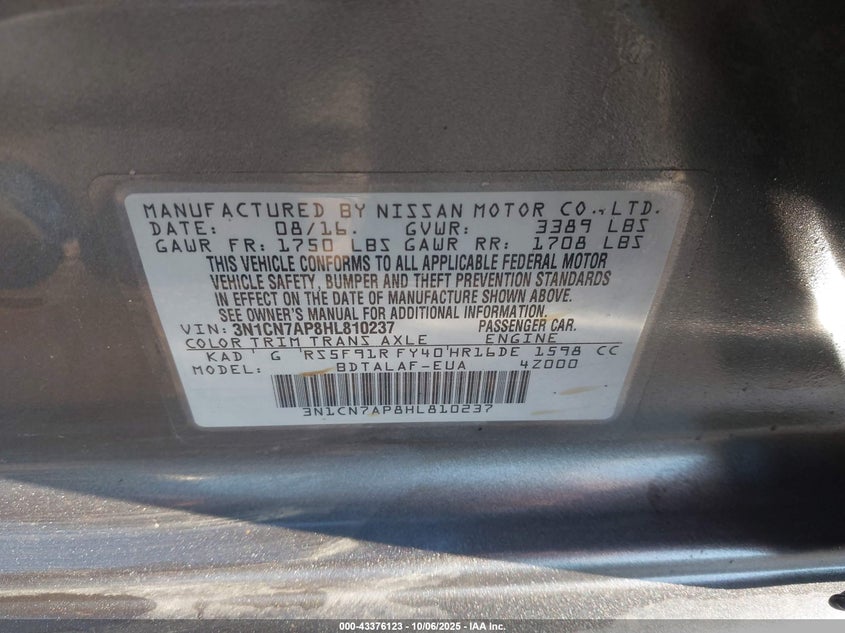 MANUFACTURED BY NISSAN MOTOR CO., LTD.
DATE: 08/16. GVWR: 3389 LBS
GAWR FR: 1750 LBS GAWR RR: 1708 LBS
THIS VEHICLE CONFORMS TO ALL APPLICABLE FEDERAL MOTOR
VEHICLE SAFETY, BUMPER AND THEFT PREVENTION STANDARDS
IN EFFECT ON THE DATE OF MANUFACTURE SHOWN ABOVE.
SEE OWNER'S MANUAL FOR ADDITIONAL INFORMATION.
VIN: 3N1CN7AP8HL810237 PASSENGER CAR.
COLOR TRIM TRANS AXLE ENGINE
KAD G RS5F91R FY40 HR16DE 1598 CC
MODEL: BDTALAF-EUA 4Z000
3N1CN7AP8HL810237
000-43376123 - 10/06/2025 - IAA Inc.